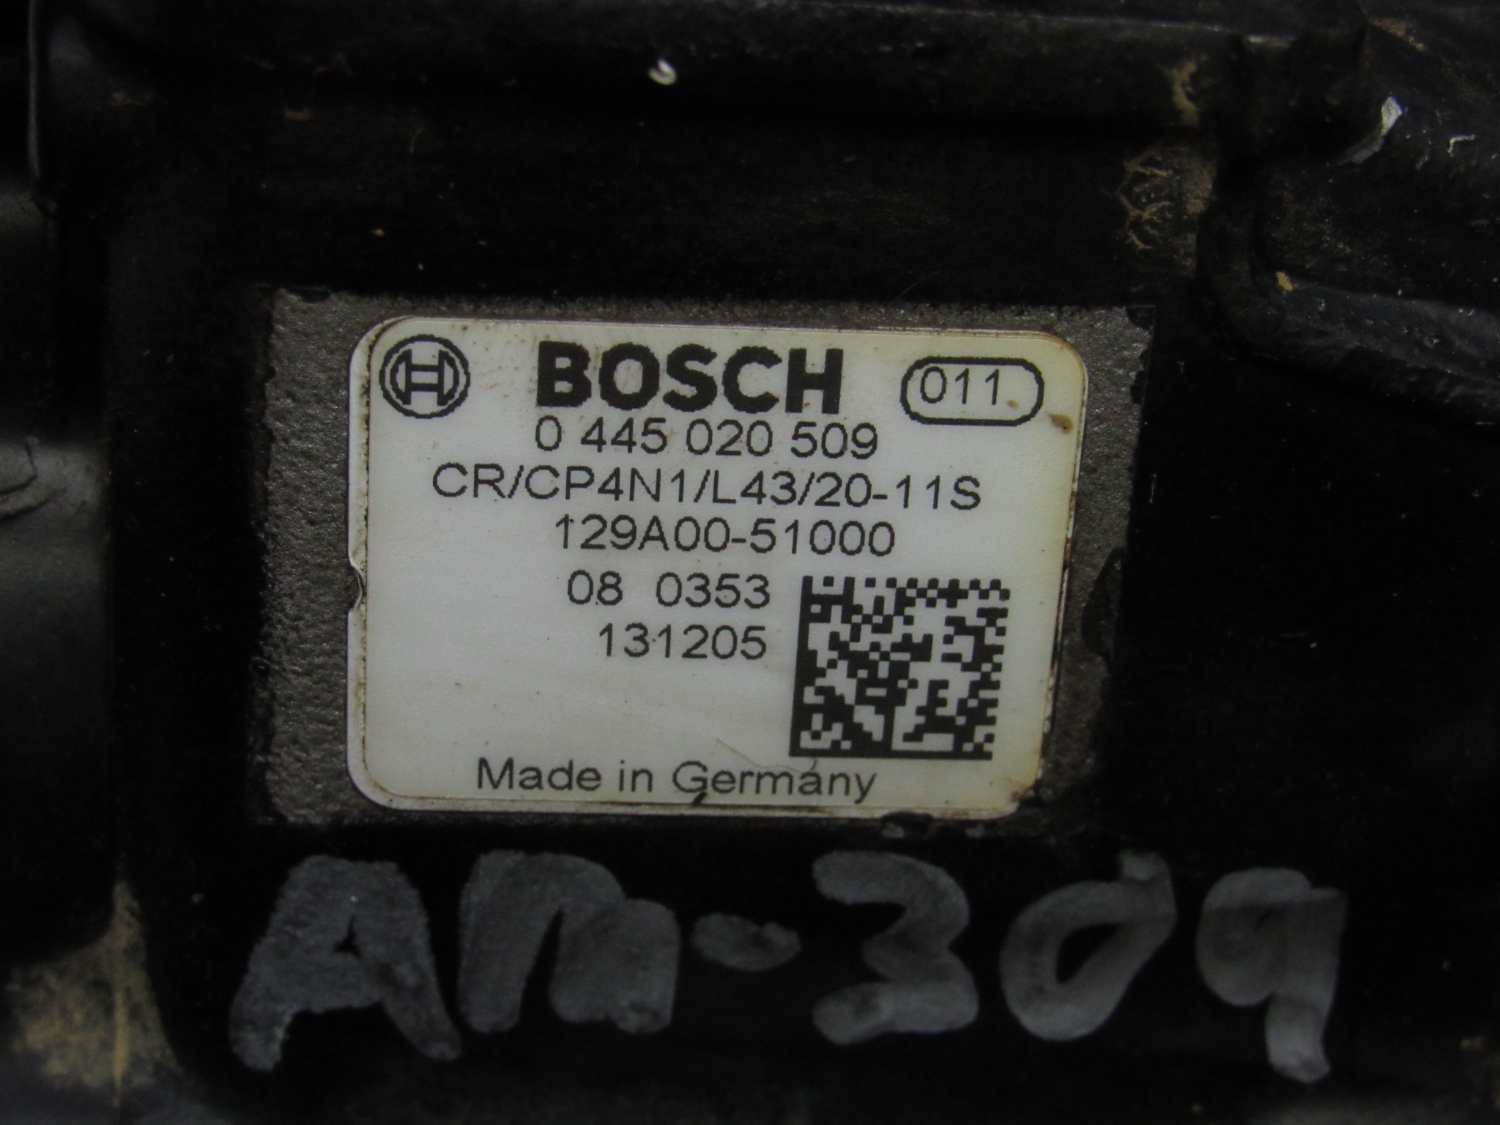 BOSCH 011
0 445 020 509
CR/CP4N1/L43/20-11S
129A00-51000
08 0353
131205
Made in Germany
Am-309